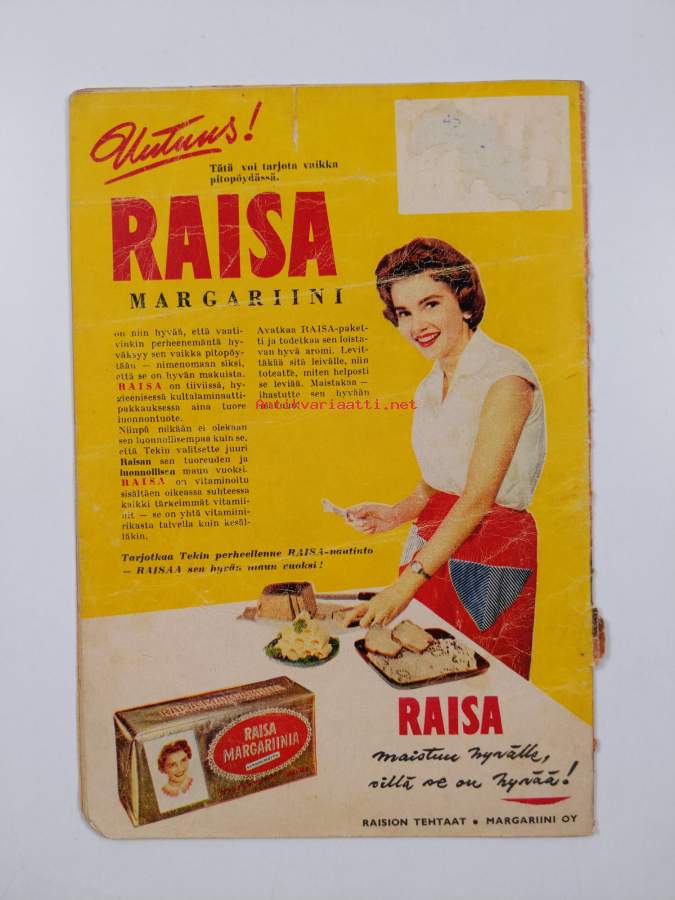 Uutuus!
Tätä voi tarjota vaikka
pitopöydässä.
RAISA
MARGARIINI
on niin hyvää, että vaati-
vinkin perheenemäntä hy-
väksyy sen vaikka pitopöy-
tään — nimenomaan siksi,
että se on hyvän makuista.
RAISA on tiiviissä, hy-
gieenisessä kultalaminaatti-
pakkauksessa aina tuore
luonnontuote.
Niinpä mikään ei olekaan
sen luonnollisempaa kuin se,
että Tekin valitsette juuri
Raisan sen tuoreuden ja
luonnollisen maun vuoksi.
RAISA on vitaminoitu
sisältäen oikeassa suhteessa
kaikki tärkeimmät vitamii-
nit — se on yhtä vitamiini-
rikasta talvella kuin kesäl-
läkin.
Avatkaa RAISA-paket-
ti ja todetkaa sen loista-
van hyvä aromi. Levit-
täkää sitä leivälle, niin
toteatte, miten helposti
se leviää. Maistakaa —
ihastutte sen hyvään
makuun.
Antikvariaatti.net
Tarjotkaa Tekin perheellenne RAISA-nautinto
— RAISAA sen hyvän maun vuoksi!
RAISA
MARGARIINIA
RAISA
maistuu hyvälle,
sillä se on hyvää!
RAISION TEHTAAT • MARGARIINI OY